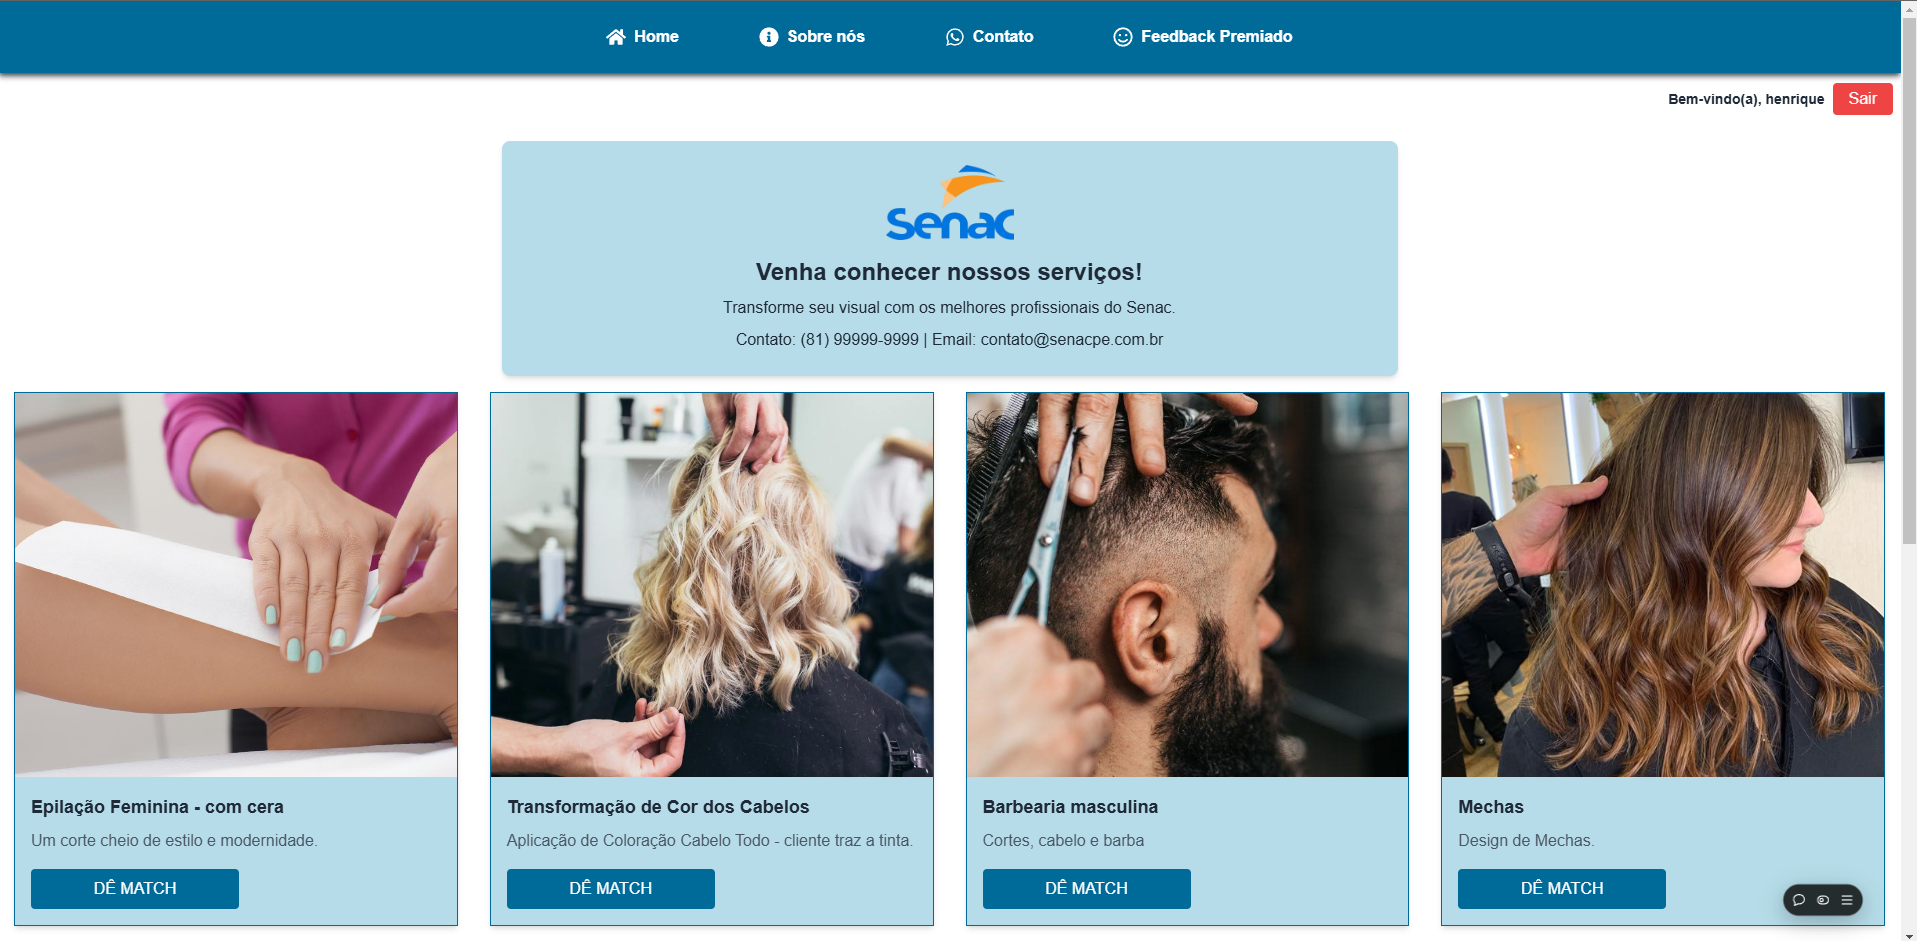 Home
Sobre nós
Contato
Feedback Premiado
Bem-vindo(a), henrique
Sair
Senac
Venha conhecer nossos serviços!
Transforme seu visual com os melhores profissionais do Senac.
Contato: (81) 99999-9999 | Email: contato@senacpe.com.br
Epilação Feminina - com cera
Um corte cheio de estilo e modernidade.
DÊ MATCH
Transformação de Cor dos Cabelos
Aplicação de Coloração Cabelo Todo - cliente traz a tinta.
DÊ MATCH
Barbearia masculina
Cortes, cabelo e barba
DÊ MATCH
Mechas
Design de Mechas.
DÊ MATCH